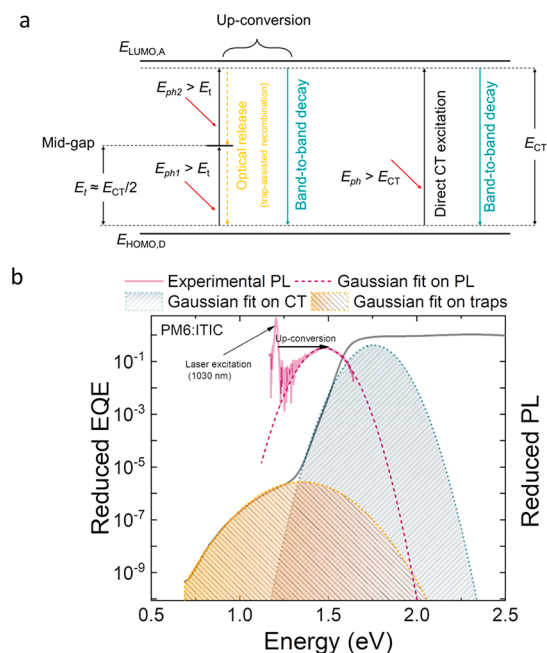 a
Up-conversion
E_LUMO,A
E_ph2 > E_t
Optical release
(trap-assisted recombination)
Band-to-band decay
Direct CT excitation
Band-to-band decay
E_CT
Mid-gap
E_t ≈ E_CT/2
E_ph1 > E_t
E_ph > E_CT
E_HOMO,D
b
Experimental PL
Gaussian fit on PL
Gaussian fit on CT
Gaussian fit on traps
PM6:ITIC
Up-conversion
Laser excitation
(1030 nm)
Reduced EQE
10^-1
10^-3
10^-5
10^-7
10^-9
Reduced PL
0.5 1.0 1.5 2.0 2.5
Energy (eV)